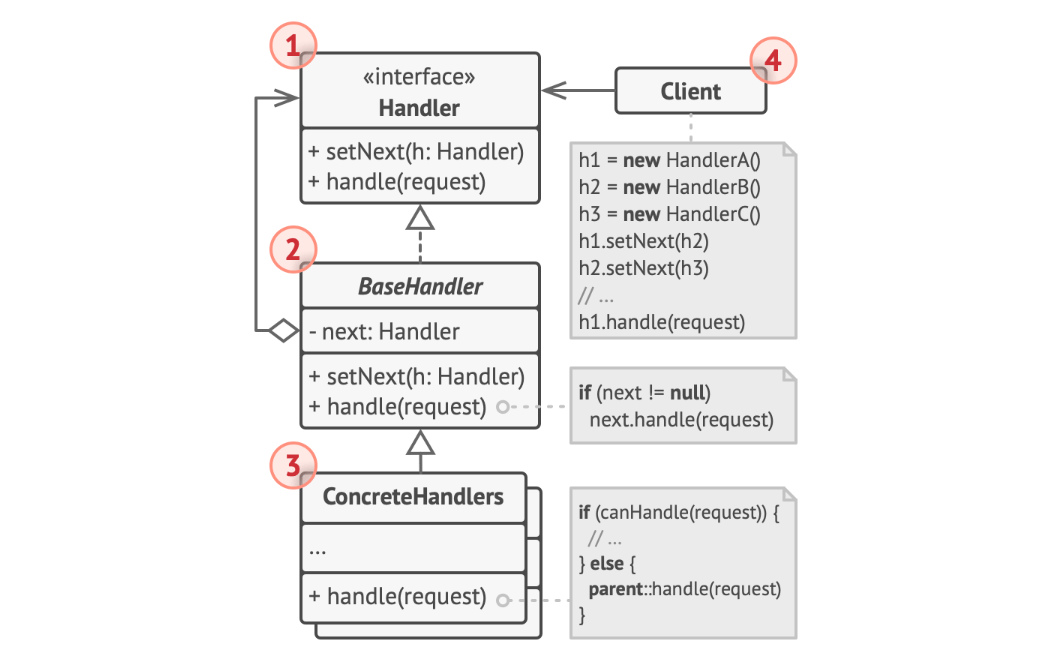 1
«interface»
Handler
+ setNext(h: Handler)
+ handle(request)
2
BaseHandler
- next: Handler
+ setNext(h: Handler)
+ handle(request)
3
ConcreteHandlers
...
+ handle(request)
4
Client
h1 = new HandlerA()
h2 = new HandlerB()
h3 = new HandlerC()
h1.setNext(h2)
h2.setNext(h3)
// ...
h1.handle(request)
if (next != null)
next.handle(request)
if (canHandle(request)) {
// ...
} else {
parent::handle(request)
}